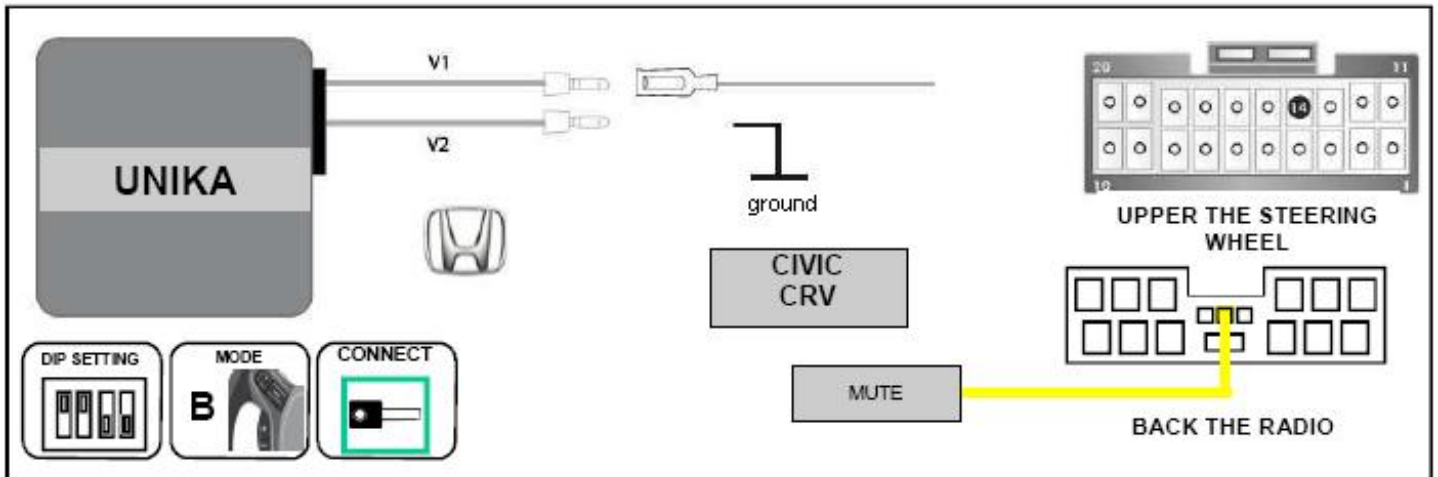 V1
V2
UNIKA
ground
20
11
14
10
1
UPPER THE STEERING
WHEEL
CIVIC
CRV
DIP SETTING
MODE
B
CONNECT
MUTE
BACK THE RADIO